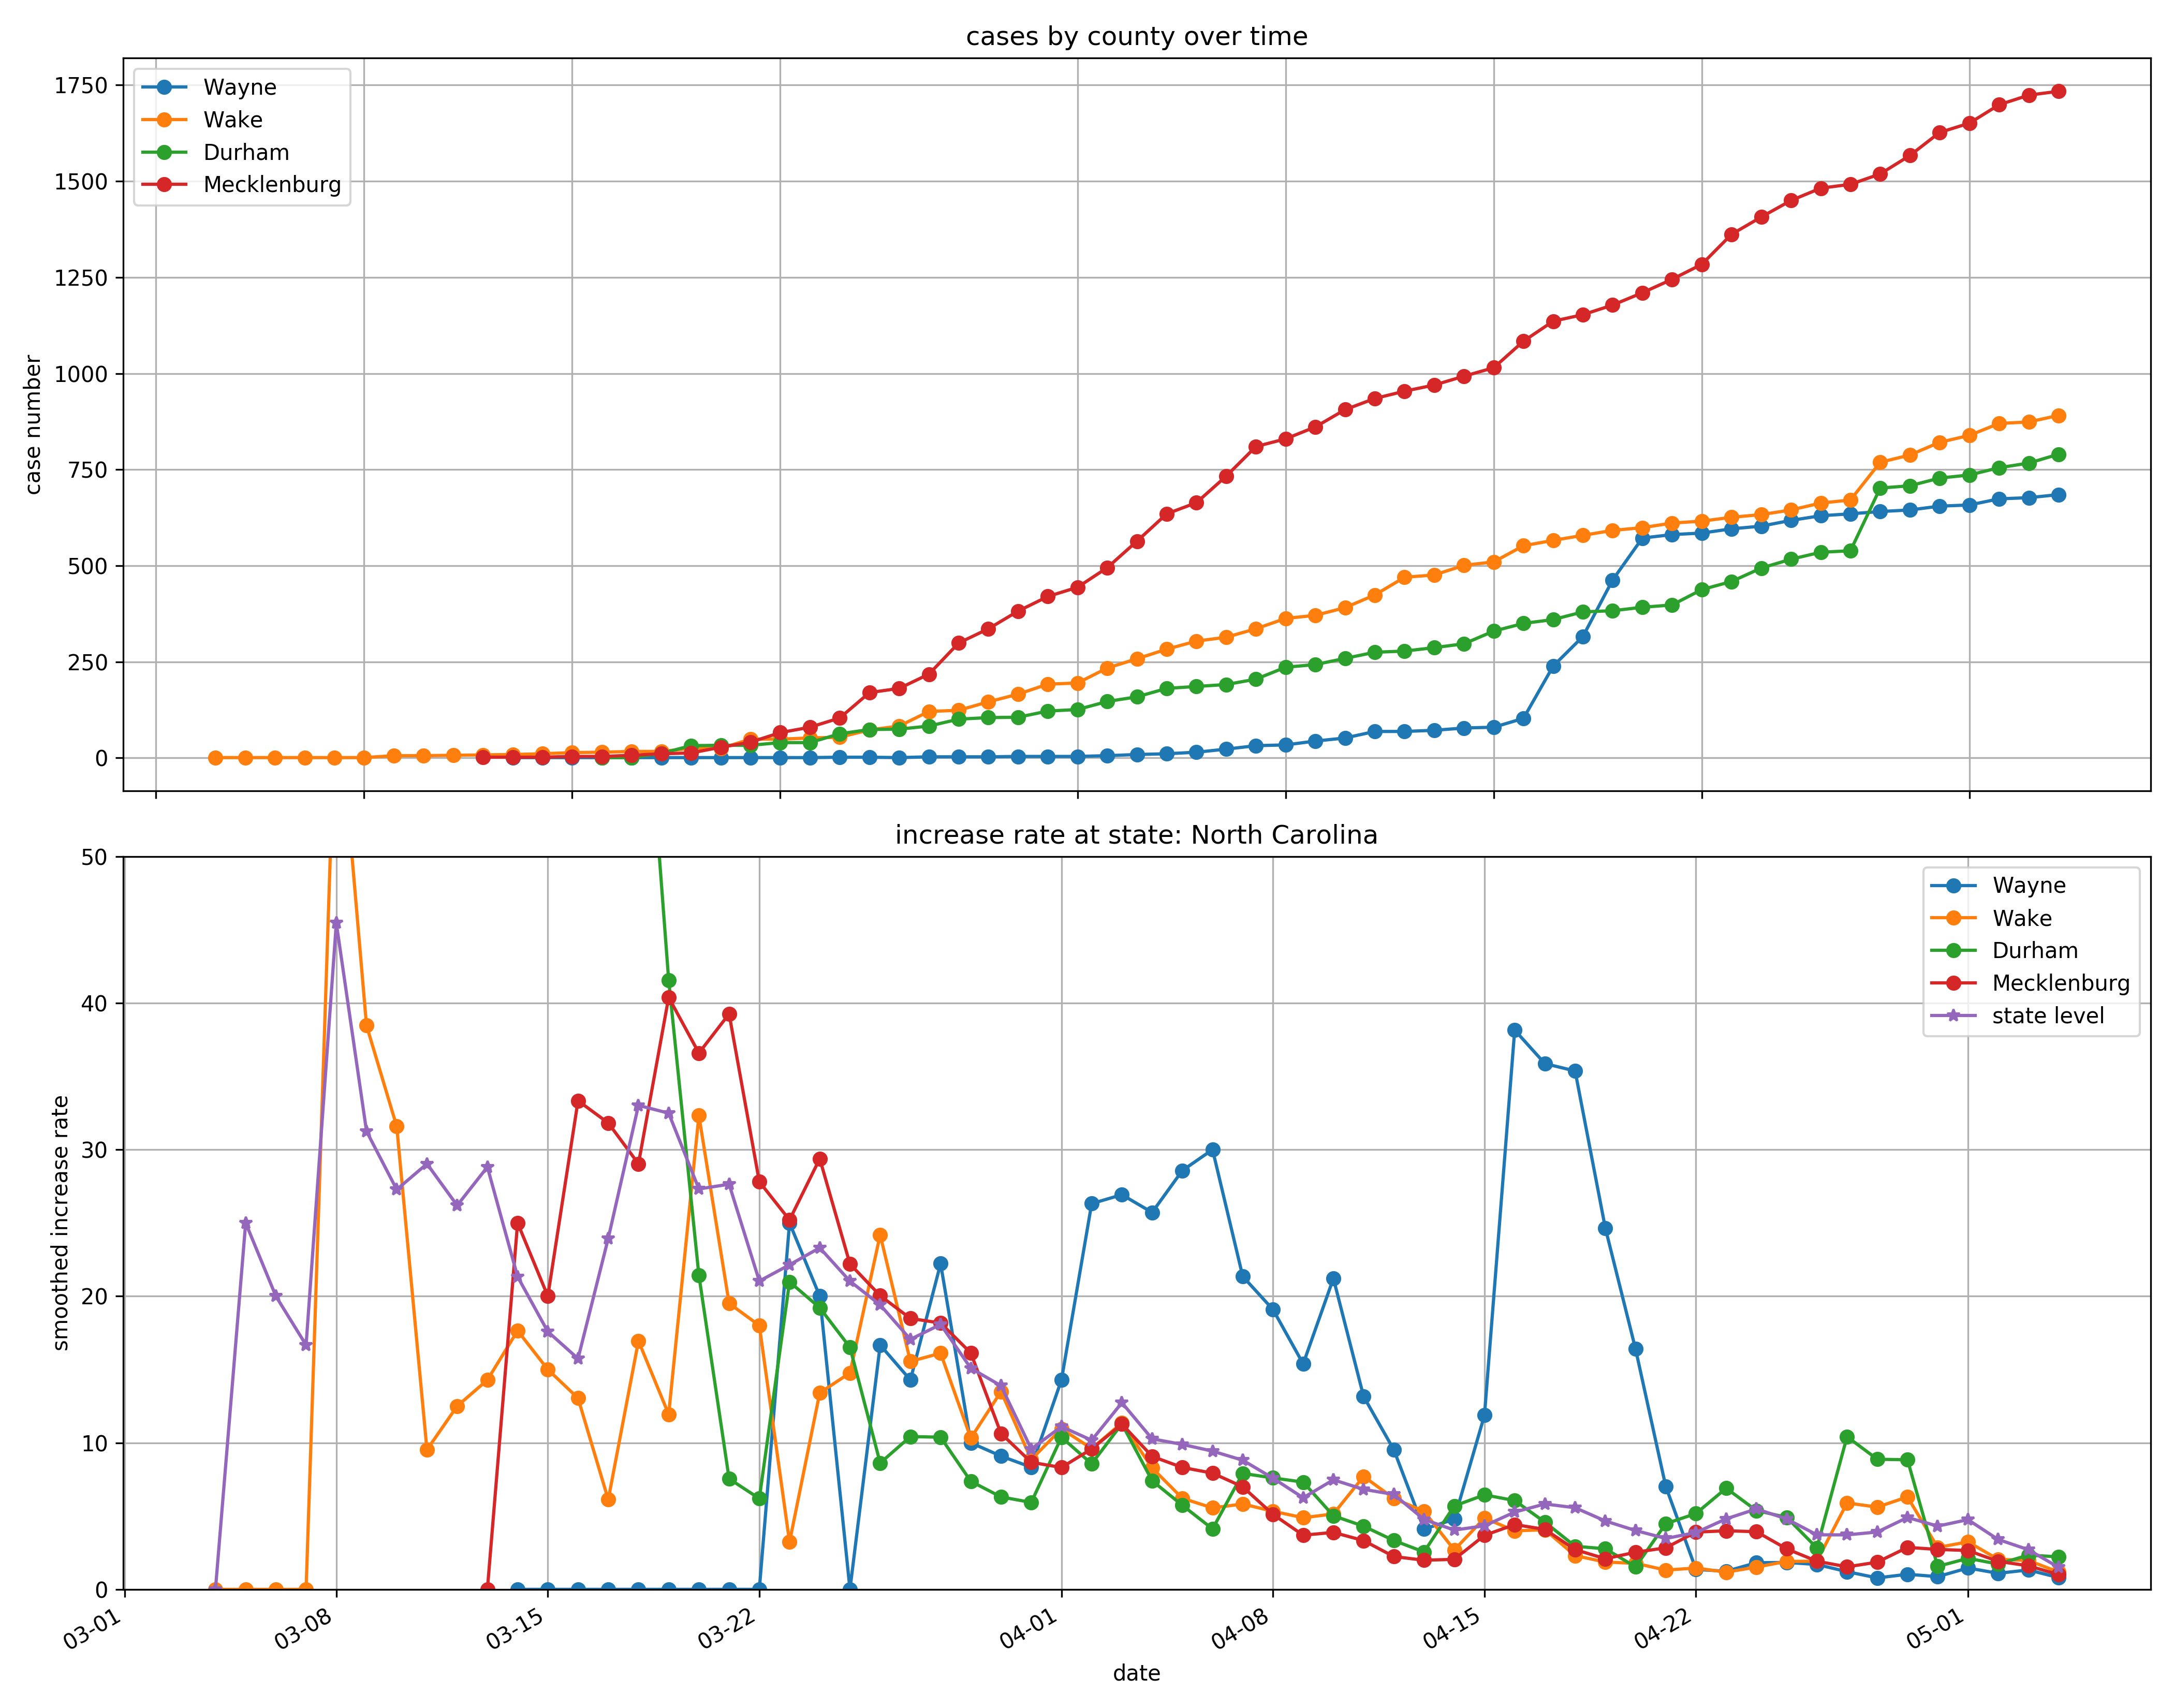 cases by county over time
Wayne
Wake
Durham
Mecklenburg
1750
1500
1250
1000
750
500
250
0
case number
increase rate at state: North Carolina
Wayne
Wake
Durham
Mecklenburg
state level
50
40
30
20
10
0
smoothed increase rate
03-01
03-08
03-15
03-22
04-01
04-08
04-15
04-22
05-01
date